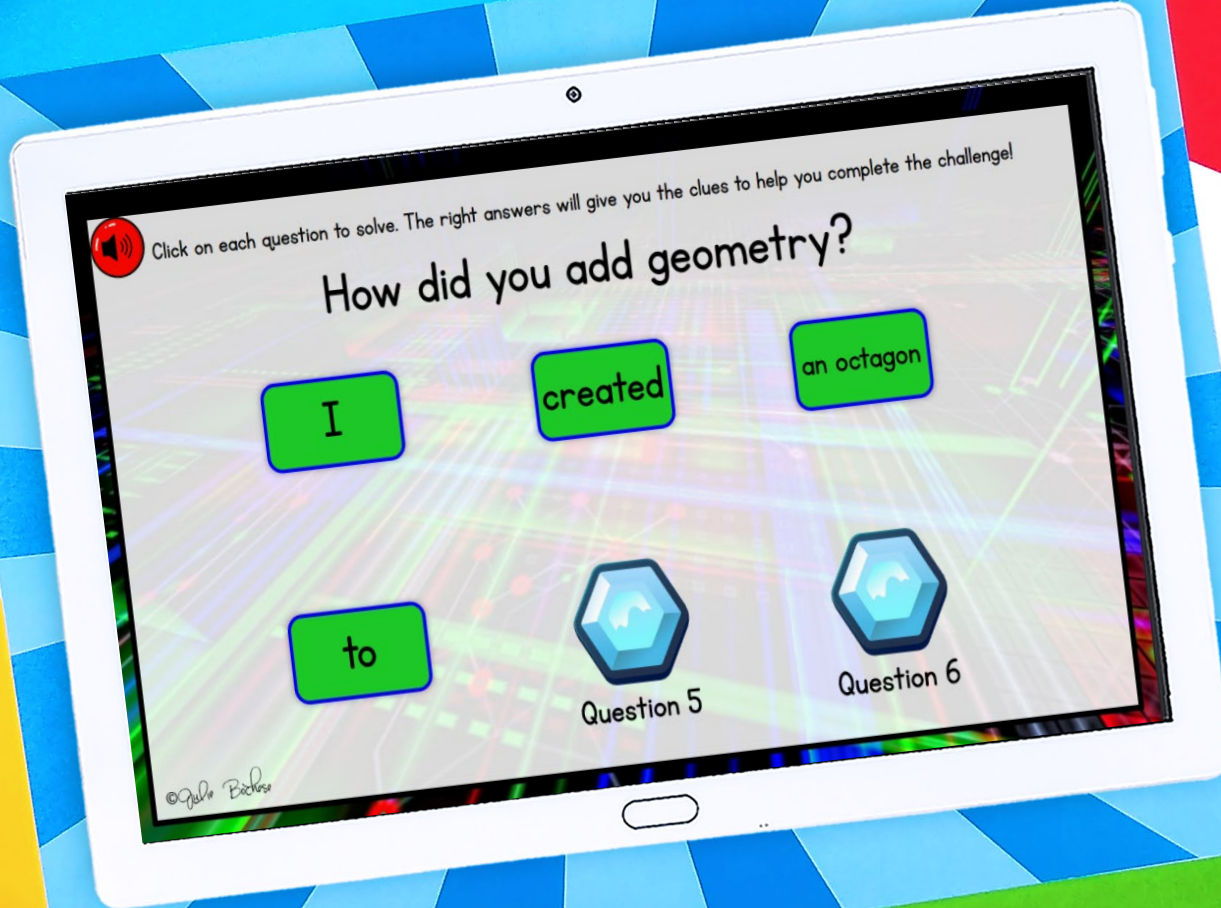 Click on each question to solve. The right answers will give you the clues to help you complete the challenge!
How did you add geometry?
I
created
an octagon
to
Question 5
Question 6
©